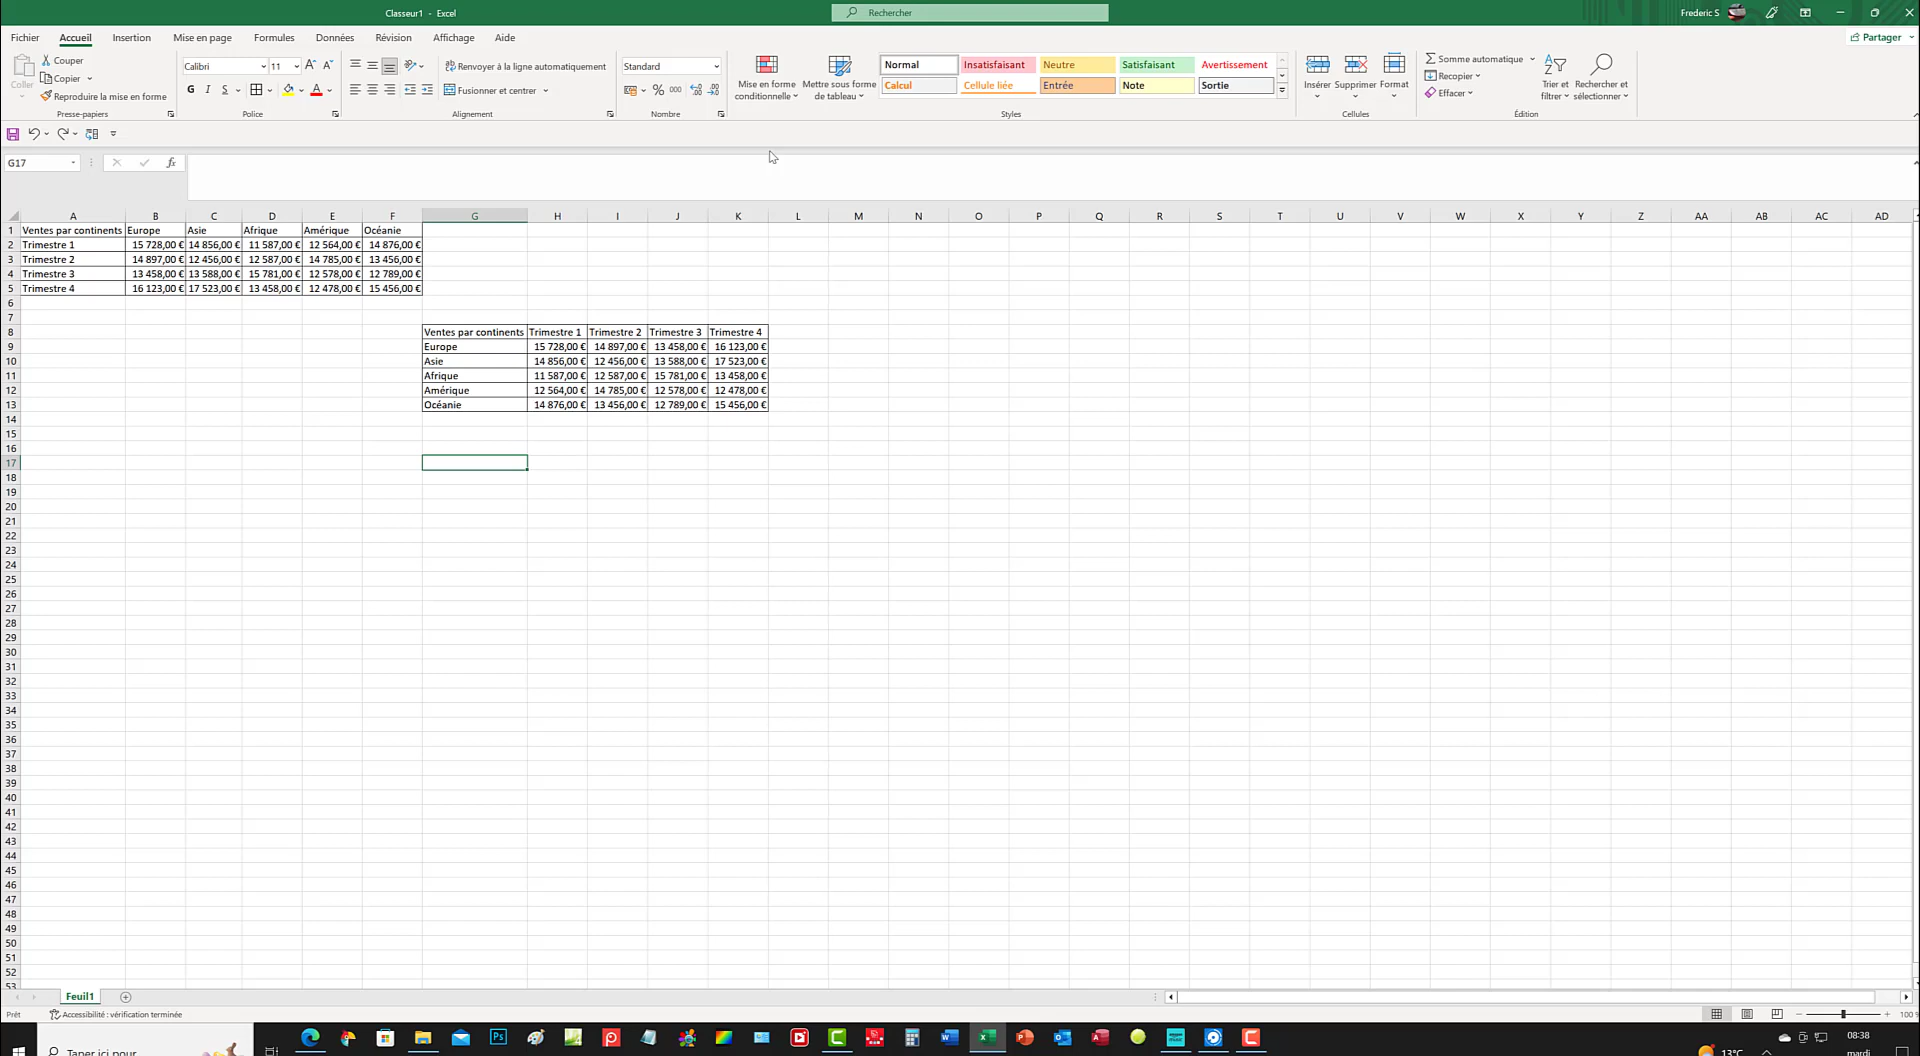 Classeur1 - Excel
Rechercher
Frederic S
Fichier Accueil Insertion Mise en page Formules Données Révision Affichage Aide
Partager
Coller
Couper
Copier
Reproduire la mise en forme
Presse-papiers
Calibri 11
Police
Renvoyer à la ligne automatiquement
Fusionner et centrer
Alignement
Standard
Nombre
Mise en forme conditionnelle
Mettre sous forme de tableau
Normal Insatisfaisant Neutre Satisfaisant Avertissement
Calcul Cellule liée Entrée Note Sortie
Styles
Insérer Supprimer Format
Cellules
Somme automatique
Recopier
Effacer
Trier et filtrer
Rechercher et sélectionner
Édition
G17
A B C D E F G H I J K L M N O P Q R S T U V W X Y Z AA AB AC AD
1 Ventes par continents Europe Asie Afrique Amérique Océanie
2 Trimestre 1 15 728,00 € 14 856,00 € 11 587,00 € 12 564,00 € 14 876,00 €
3 Trimestre 2 14 897,00 € 12 456,00 € 12 587,00 € 14 785,00 € 13 456,00 €
4 Trimestre 3 13 458,00 € 13 588,00 € 15 781,00 € 12 578,00 € 12 789,00 €
5 Trimestre 4 16 123,00 € 17 523,00 € 13 458,00 € 12 478,00 € 15 456,00 €
6
7
8 Ventes par continents Trimestre 1 Trimestre 2 Trimestre 3 Trimestre 4
9 Europe 15 728,00 € 14 897,00 € 13 458,00 € 16 123,00 €
10 Asie 14 856,00 € 12 456,00 € 13 588,00 € 17 523,00 €
11 Afrique 11 587,00 € 12 587,00 € 15 781,00 € 13 458,00 €
12 Amérique 12 564,00 € 14 785,00 € 12 578,00 € 12 478,00 €
13 Océanie 14 876,00 € 13 456,00 € 12 789,00 € 15 456,00 €
14
15
16
17
18
19
20
21
22
23
24
25
26
27
28
29
30
31
32
33
34
35
36
37
38
39
40
41
42
43
44
45
46
47
48
49
50
51
52
53
Feuil1
Prêt
Accessibilité : vérification terminée
100
Taper ici pour
13°C
08:38
mardi